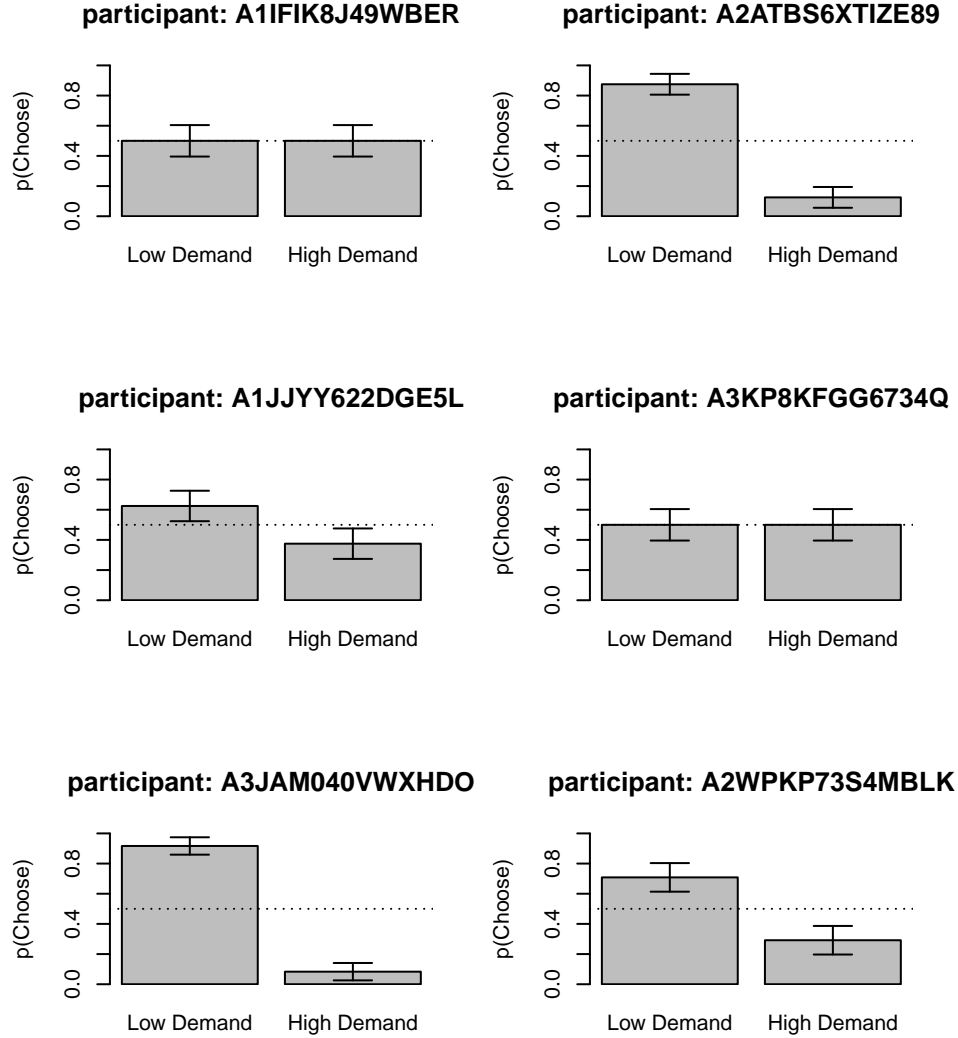 participant: A1IFIK8J49WBER
p(Choose)
0.0 0.4 0.8
Low Demand High Demand
participant: A2ATBS6XTIZE89
p(Choose)
0.0 0.4 0.8
Low Demand High Demand
participant: A1JJYY622DGE5L
p(Choose)
0.0 0.4 0.8
Low Demand High Demand
participant: A3KP8KFGG6734Q
p(Choose)
0.0 0.4 0.8
Low Demand High Demand
participant: A3JAM040VWXHDO
p(Choose)
0.0 0.4 0.8
Low Demand High Demand
participant: A2WPKP73S4MBLK
p(Choose)
0.0 0.4 0.8
Low Demand High Demand